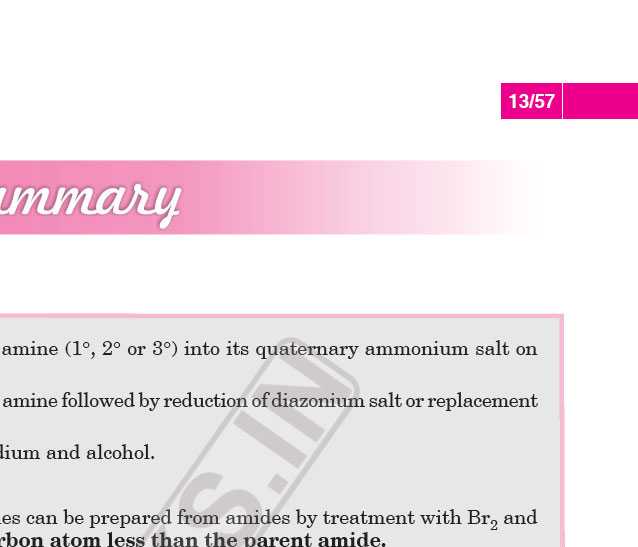 13/57
ummary
amine (1°, 2° or 3°) into its quaternary ammonium salt on
amine followed by reduction of diazonium salt or replacement
dium and alcohol.
es can be prepared from amides by treatment with Br₂ and
rbon atom less than the parent amide.
S.IN